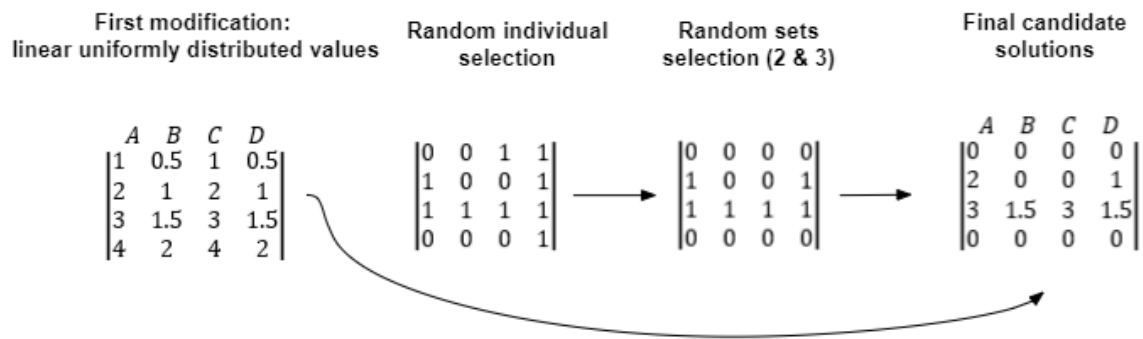 First modification:
linear uniformly distributed values
Random individual
selection
Random sets
selection (2 & 3)
Final candidate
solutions
A B C D
1 0.5 1 0.5
2 1 2 1
3 1.5 3 1.5
4 2 4 2
0 0 1 1
1 0 0 1
1 1 1 1
0 0 0 1
0 0 0 0
1 0 0 1
1 1 1 1
0 0 0 0
A B C D
0 0 0 0
2 0 0 1
3 1.5 3 1.5
0 0 0 0